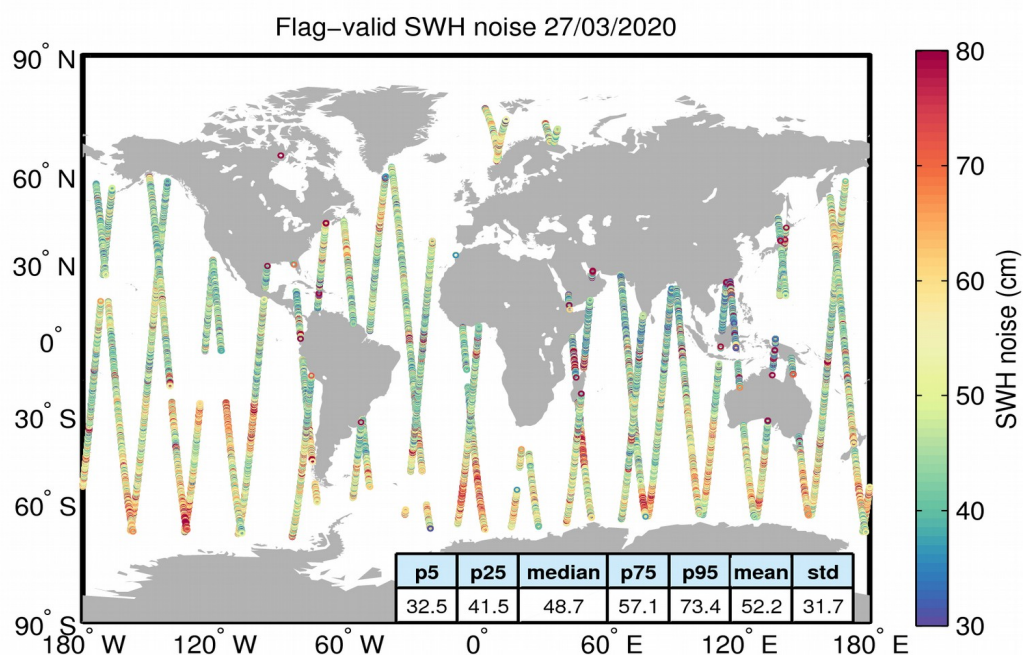 Flag−valid SWH noise 27/03/2020
90° N
60° N
30° N
0°
30° S
60° S
90° S
180° W
120° W
60° W
0°
60° E
120° E
180° E
80
70
60
50
40
30
SWH noise (cm)
p5 p25 median p75 p95 mean std
32.5 41.5 48.7 57.1 73.4 52.2 31.7